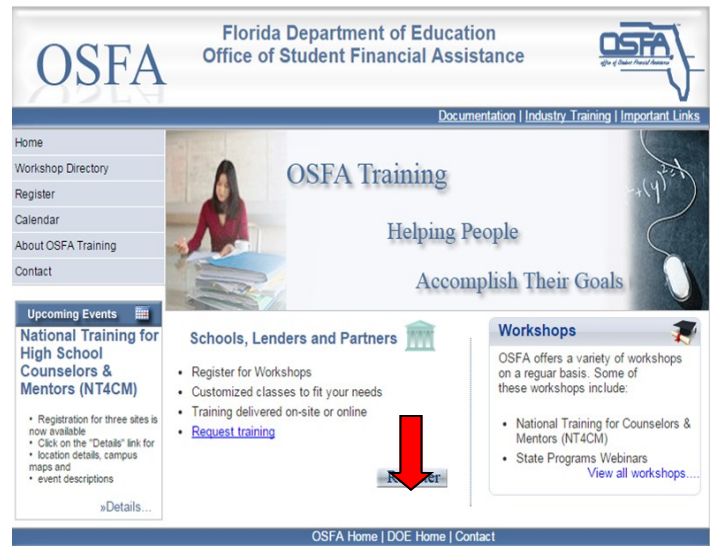 Florida Department of Education
Office of Student Financial Assistance
OSFA
OSFA
Office of Student Financial Assistance
Documentation | Industry Training | Important Links
Home
Workshop Directory
Register
Calendar
About OSFA Training
Contact
OSFA Training
Helping People
Accomplish Their Goals
Upcoming Events
National Training for
High School
Counselors &
Mentors (NT4CM)
• Registration for three sites is
now available
• Click on the "Details" link for
• location details, campus
maps and
• event descriptions
»Details...
Schools, Lenders and Partners
• Register for Workshops
• Customized classes to fit your needs
• Training delivered on-site or online
• Request training
Workshops
OSFA offers a variety of workshops
on a reguar basis. Some of
these workshops include:
• National Training for Counselors &
Mentors (NT4CM)
• State Programs Webinars
View all workshops....
OSFA Home | DOE Home | Contact